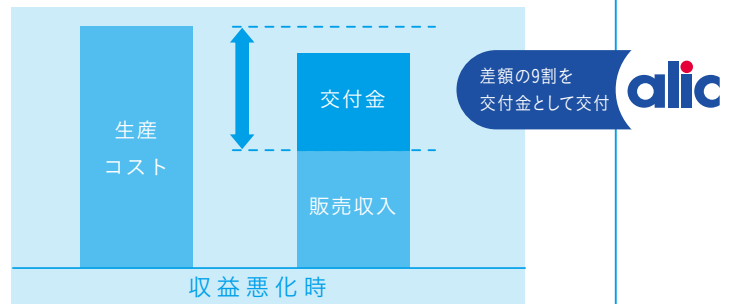 生産
コスト
交付金
販売収入
差額の9割を
交付金として交付
alic
収益悪化時